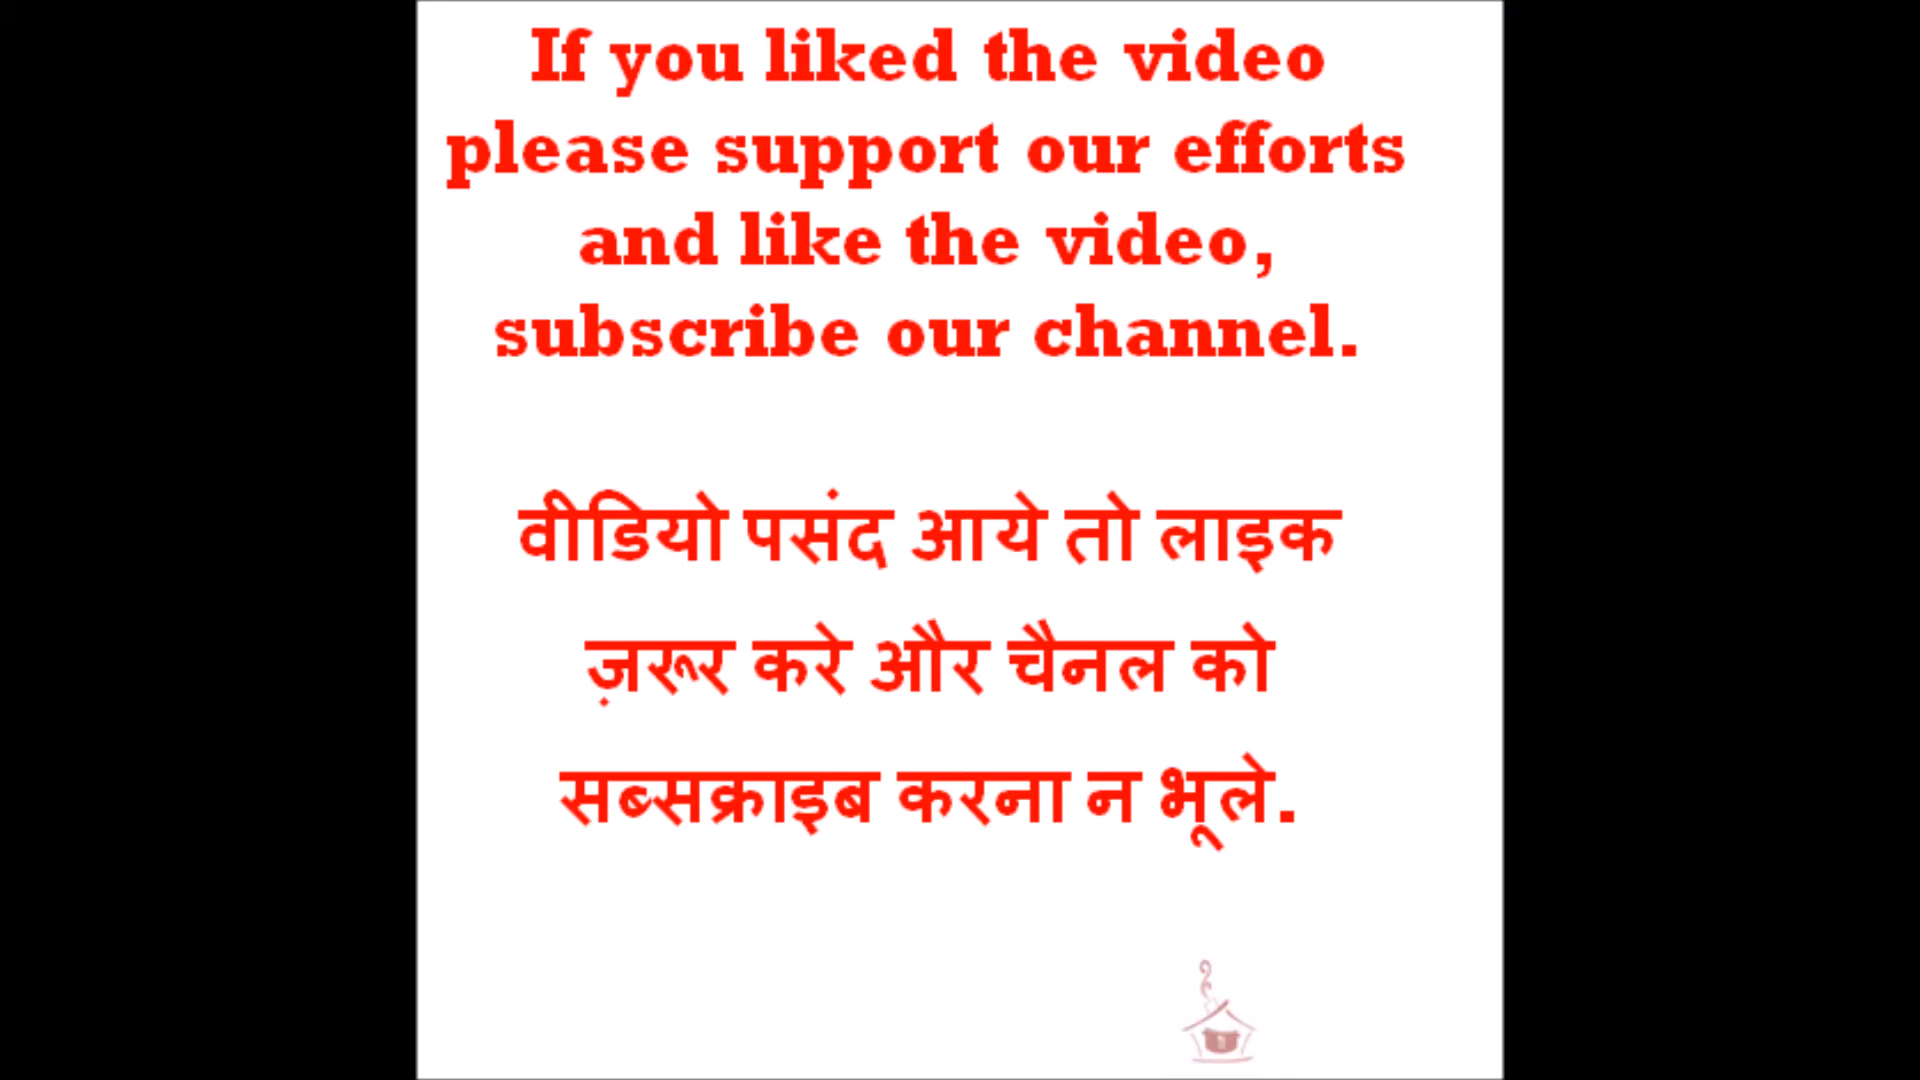 If you liked the video
please support our efforts
and like the video,
subscribe our channel.
वीडियो पसंद आये तो लाइक
ज़रूर करे और चैनल को
सब्सक्राइब करना न भूले.